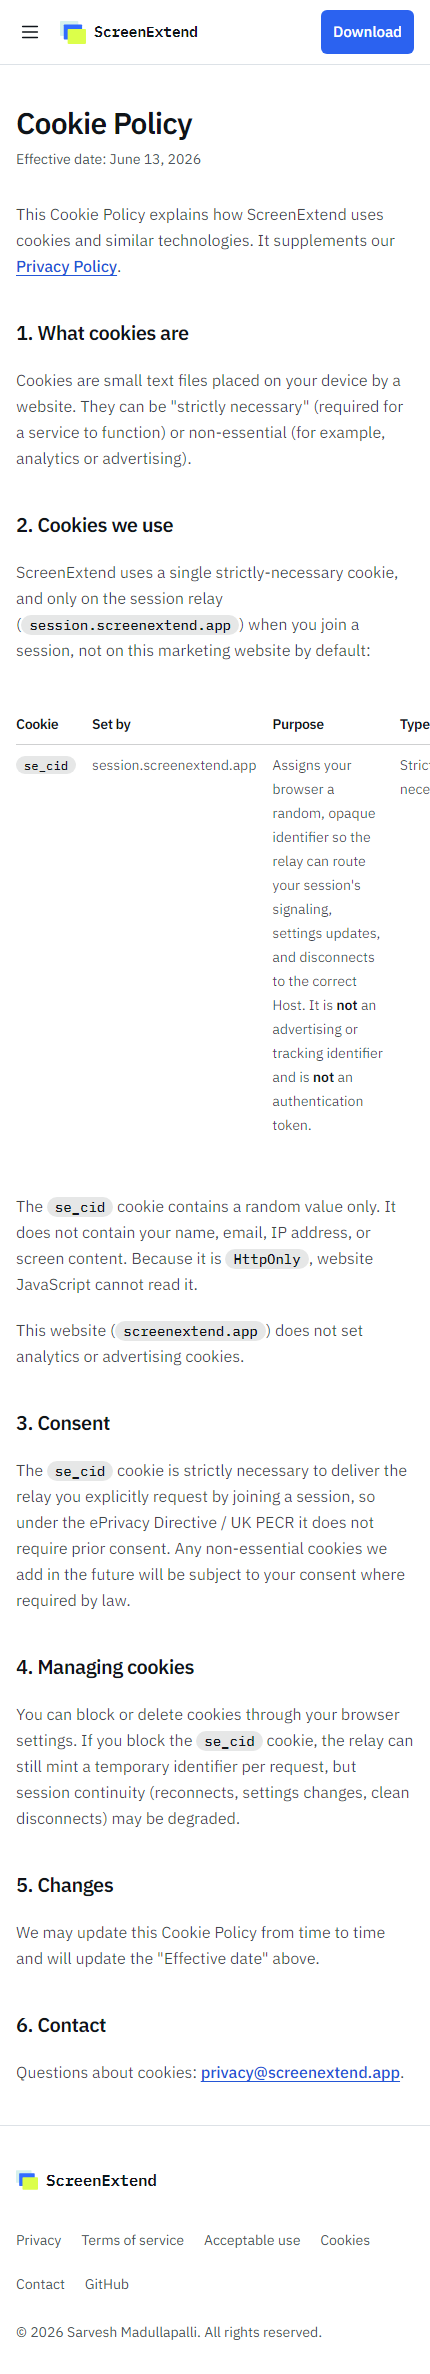 ScreenExtend
Download
Cookie Policy
Effective date: June 13, 2026
This Cookie Policy explains how ScreenExtend uses
cookies and similar technologies. It supplements our
Privacy Policy.
1. What cookies are
Cookies are small text files placed on your device by a
website. They can be "strictly necessary" (required for
a service to function) or non-essential (for example,
analytics or advertising).
2. Cookies we use
ScreenExtend uses a single strictly-necessary cookie,
and only on the session relay
(session.screenextend.app) when you join a
session, not on this marketing website by default:
Cookie Set by Purpose Type
se_cid session.screenextend.app Assigns your
browser a
random, opaque
identifier so the
relay can route
your session's
signaling,
settings updates,
and disconnects
to the correct
Host. It is not an
advertising or
tracking identifier
and is not an
authentication
token.
The se_cid cookie contains a random value only. It
does not contain your name, email, IP address, or
screen content. Because it is HttpOnly, website
JavaScript cannot read it.
This website (screenextend.app) does not set
analytics or advertising cookies.
3. Consent
The se_cid cookie is strictly necessary to deliver the
relay you explicitly request by joining a session, so
under the ePrivacy Directive / UK PECR it does not
require prior consent. Any non-essential cookies we
add in the future will be subject to your consent where
required by law.
4. Managing cookies
You can block or delete cookies through your browser
settings. If you block the se_cid cookie, the relay can
still mint a temporary identifier per request, but
session continuity (reconnects, settings changes, clean
disconnects) may be degraded.
5. Changes
We may update this Cookie Policy from time to time
and will update the "Effective date" above.
6. Contact
Questions about cookies: privacy@screenextend.app.
ScreenExtend
Privacy Terms of service Acceptable use Cookies
Contact GitHub
© 2026 Sarvesh Madullapalli. All rights reserved.